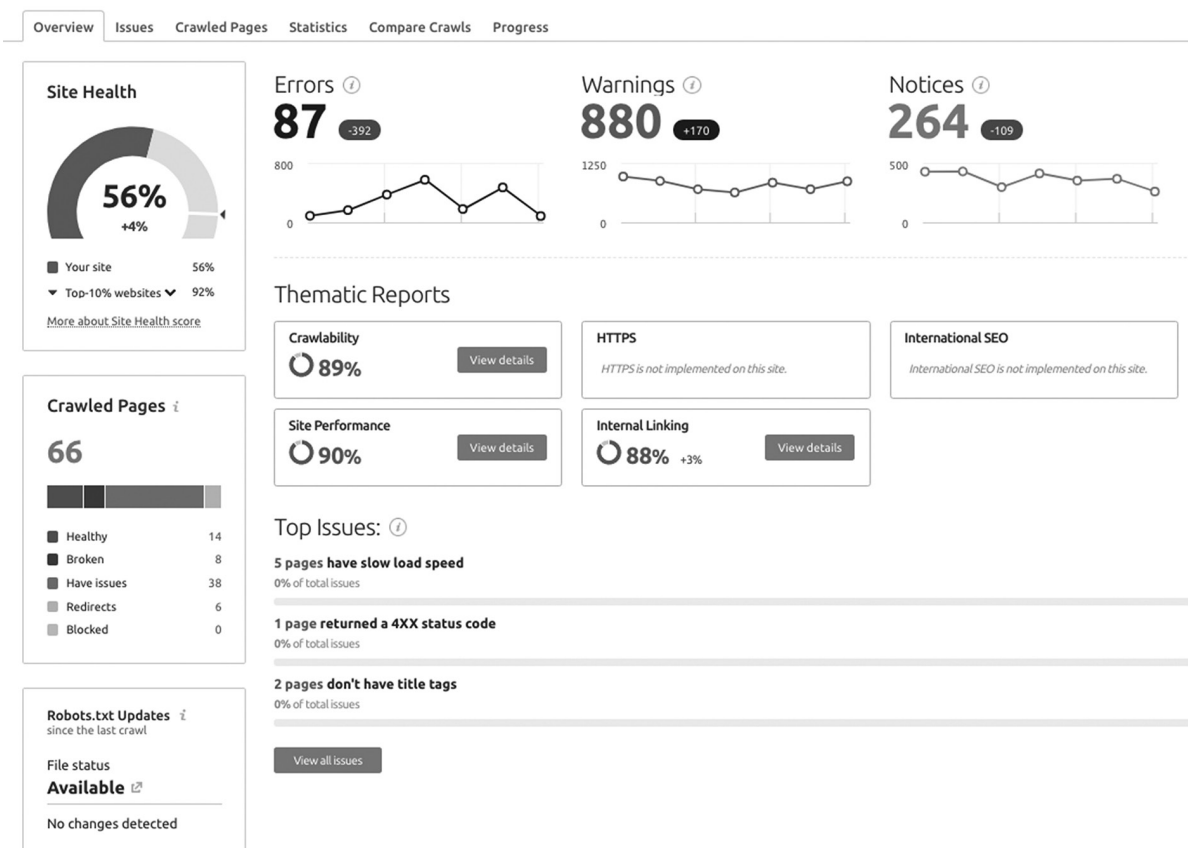 Overview Issues Crawled Pages Statistics Compare Crawls Progress
Site Health
56%
+4%
Your site 56%
Top-10% websites 92%
More about Site Health score
Errors i
87 -392
800
0
Warnings i
880 +170
1250
0
Notices i
264 -109
500
0
Thematic Reports
Crawlability
89%
View details
HTTPS
HTTPS is not implemented on this site.
International SEO
International SEO is not implemented on this site.
Site Performance
90%
View details
Internal Linking
88% +3%
View details
Crawled Pages i
66
Healthy 14
Broken 8
Have issues 38
Redirects 6
Blocked 0
Top Issues: i
5 pages have slow load speed
0% of total issues
1 page returned a 4XX status code
0% of total issues
2 pages don't have title tags
0% of total issues
View all issues
Robots.txt Updates i
since the last crawl
File status
Available
No changes detected